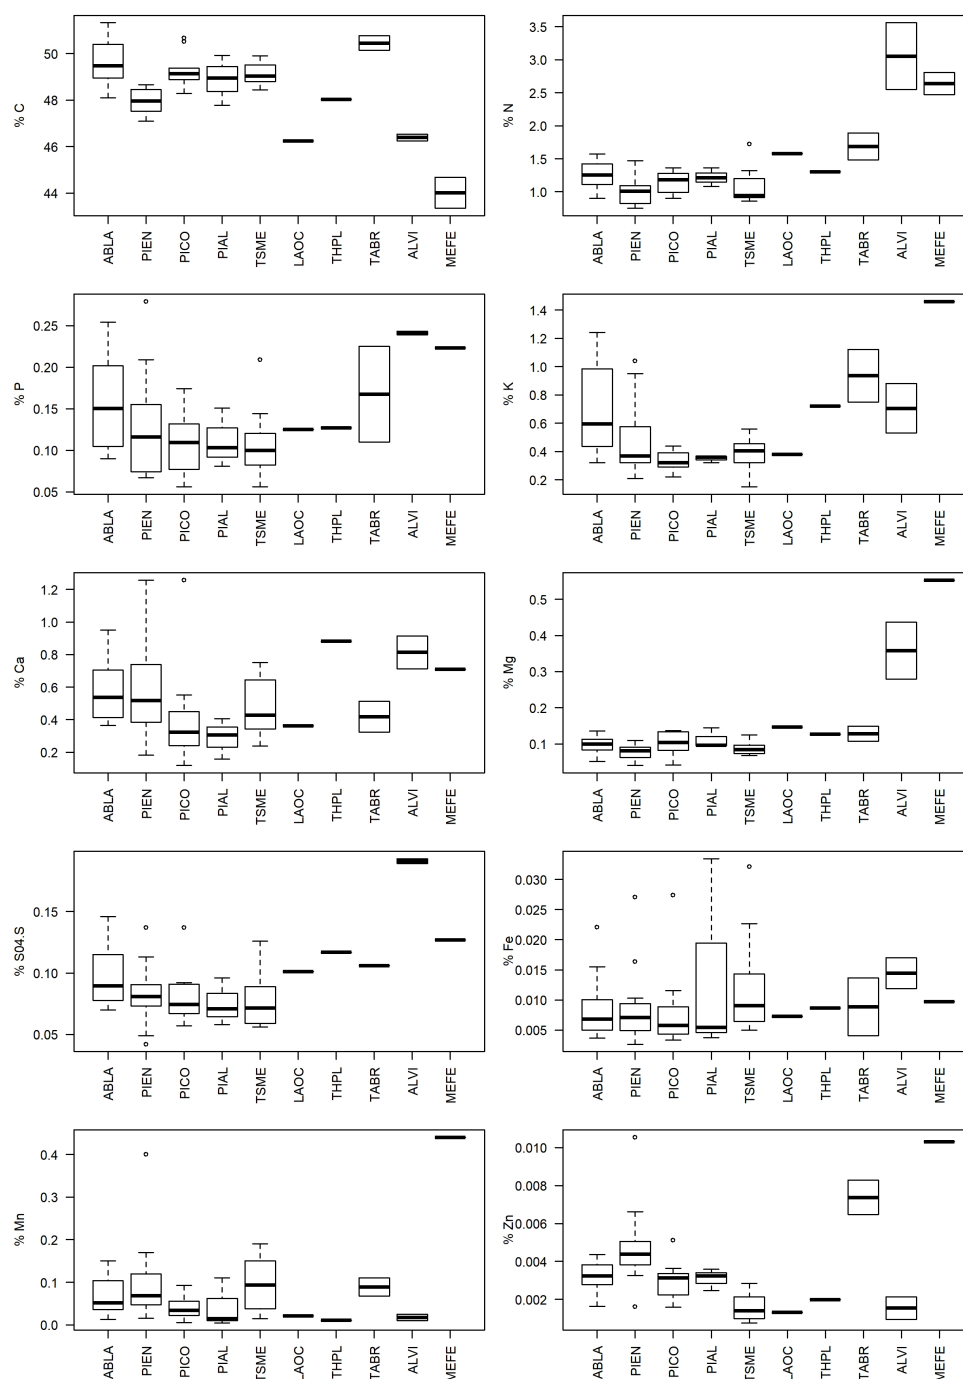 % C
50
48
46
44
ABLA
PIEN
PICO
PIAL
TSME
LAOC
THPL
TABR
ALVI
MEFE
% N
3.5
3.0
2.5
2.0
1.5
1.0
ABLA
PIEN
PICO
PIAL
TSME
LAOC
THPL
TABR
ALVI
MEFE
% P
0.25
0.20
0.15
0.10
0.05
ABLA
PIEN
PICO
PIAL
TSME
LAOC
THPL
TABR
ALVI
MEFE
% K
1.4
1.2
1.0
0.8
0.6
0.4
0.2
ABLA
PIEN
PICO
PIAL
TSME
LAOC
THPL
TABR
ALVI
MEFE
% Ca
1.2
1.0
0.8
0.6
0.4
0.2
ABLA
PIEN
PICO
PIAL
TSME
LAOC
THPL
TABR
ALVI
MEFE
% Mg
0.5
0.4
0.3
0.2
0.1
ABLA
PIEN
PICO
PIAL
TSME
LAOC
THPL
TABR
ALVI
MEFE
% S04.S
0.15
0.10
0.05
ABLA
PIEN
PICO
PIAL
TSME
LAOC
THPL
TABR
ALVI
MEFE
% Fe
0.030
0.025
0.020
0.015
0.010
0.005
ABLA
PIEN
PICO
PIAL
TSME
LAOC
THPL
TABR
ALVI
MEFE
% Mn
0.4
0.3
0.2
0.1
0.0
ABLA
PIEN
PICO
PIAL
TSME
LAOC
THPL
TABR
ALVI
MEFE
% Zn
0.010
0.008
0.006
0.004
0.002
ABLA
PIEN
PICO
PIAL
TSME
LAOC
THPL
TABR
ALVI
MEFE